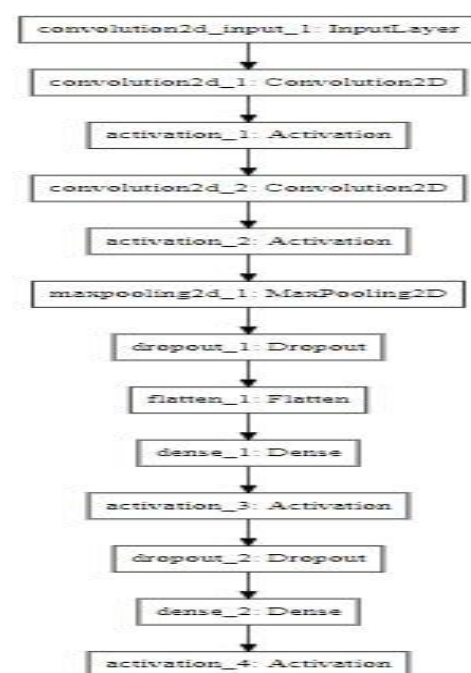 convolution2d_input_1: InputLayer
convolution2d_1: Convolution2D
activation_1: Activation
convolution2d_2: Convolution2D
activation_2: Activation
maxpooling2d_1: MaxPooling2D
dropout_1: Dropout
flatten_1: Flatten
dense_1: Dense
activation_3: Activation
dropout_2: Dropout
dense_2: Dense
activation_4: Activation